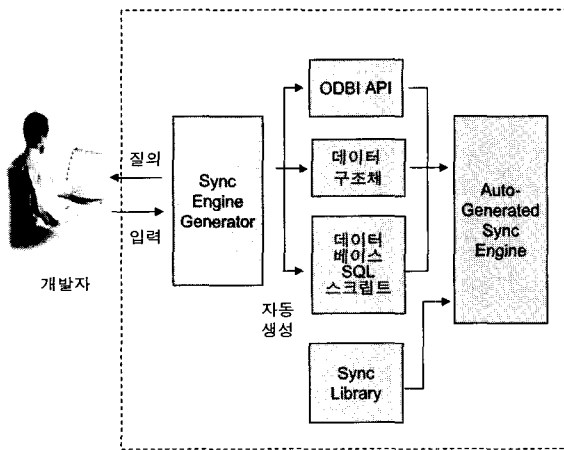 ODBI API
질의
입력
개발자
Sync
Engine
Generator
데이터
구조체
데이터
베이스
SQL
스크립트
자동
생성
Sync
Library
Auto-
Generated
Sync
Engine